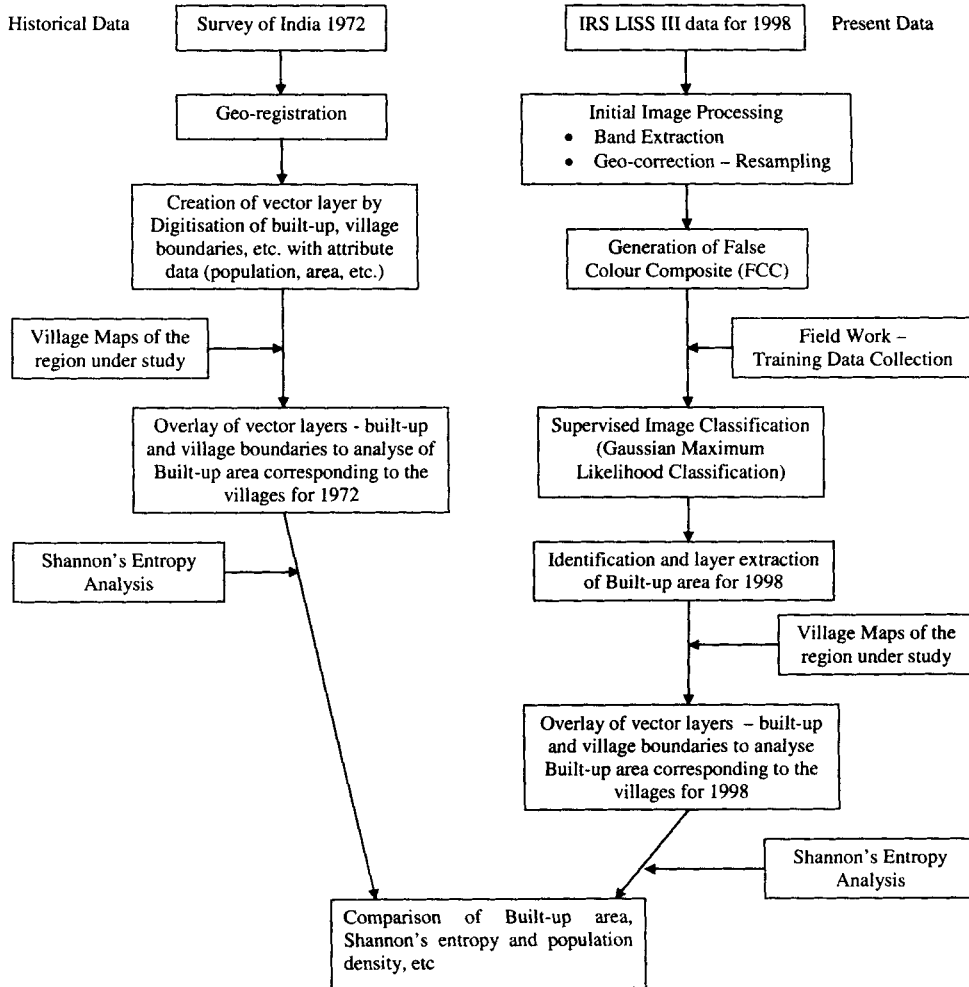 Historical Data
Survey of India 1972
Geo-registration
Creation of vector layer by
Digitisation of built-up, village
boundaries, etc. with attribute
data (population, area, etc.)
Village Maps of the
region under study
Overlay of vector layers - built-up
and village boundaries to analyse of
Built-up area corresponding to the
villages for 1972
Shannon's Entropy
Analysis
IRS LISS III data for 1998
Present Data
Initial Image Processing
• Band Extraction
• Geo-correction – Resampling
Generation of False
Colour Composite (FCC)
Field Work –
Training Data Collection
Supervised Image Classification
(Gaussian Maximum
Likelihood Classification)
Identification and layer extraction
of Built-up area for 1998
Village Maps of the
region under study
Overlay of vector layers – built-up
and village boundaries to analyse
Built-up area corresponding to the
villages for 1998
Shannon's Entropy
Analysis
Comparison of Built-up area,
Shannon's entropy and population
density, etc